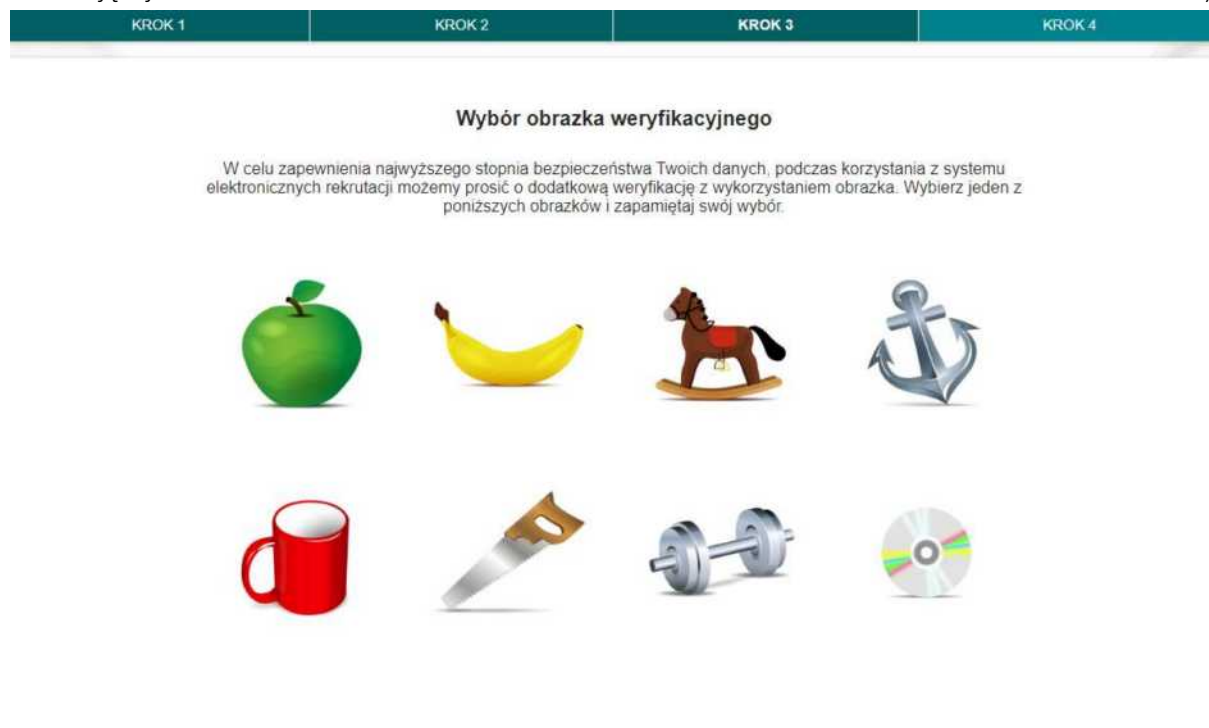 KROK 1
KROK 2
KROK 3
KROK 4
Wybór obrazka weryfikacyjnego
W celu zapewnienia najwyższego stopnia bezpieczeństwa Twoich danych, podczas korzystania z systemu
elektronicznych rekrutacji możemy prosić o dodatkową weryfikację z wykorzystaniem obrazka. Wybierz jeden z
poniższych obrazków i zapamiętaj swój wybór.